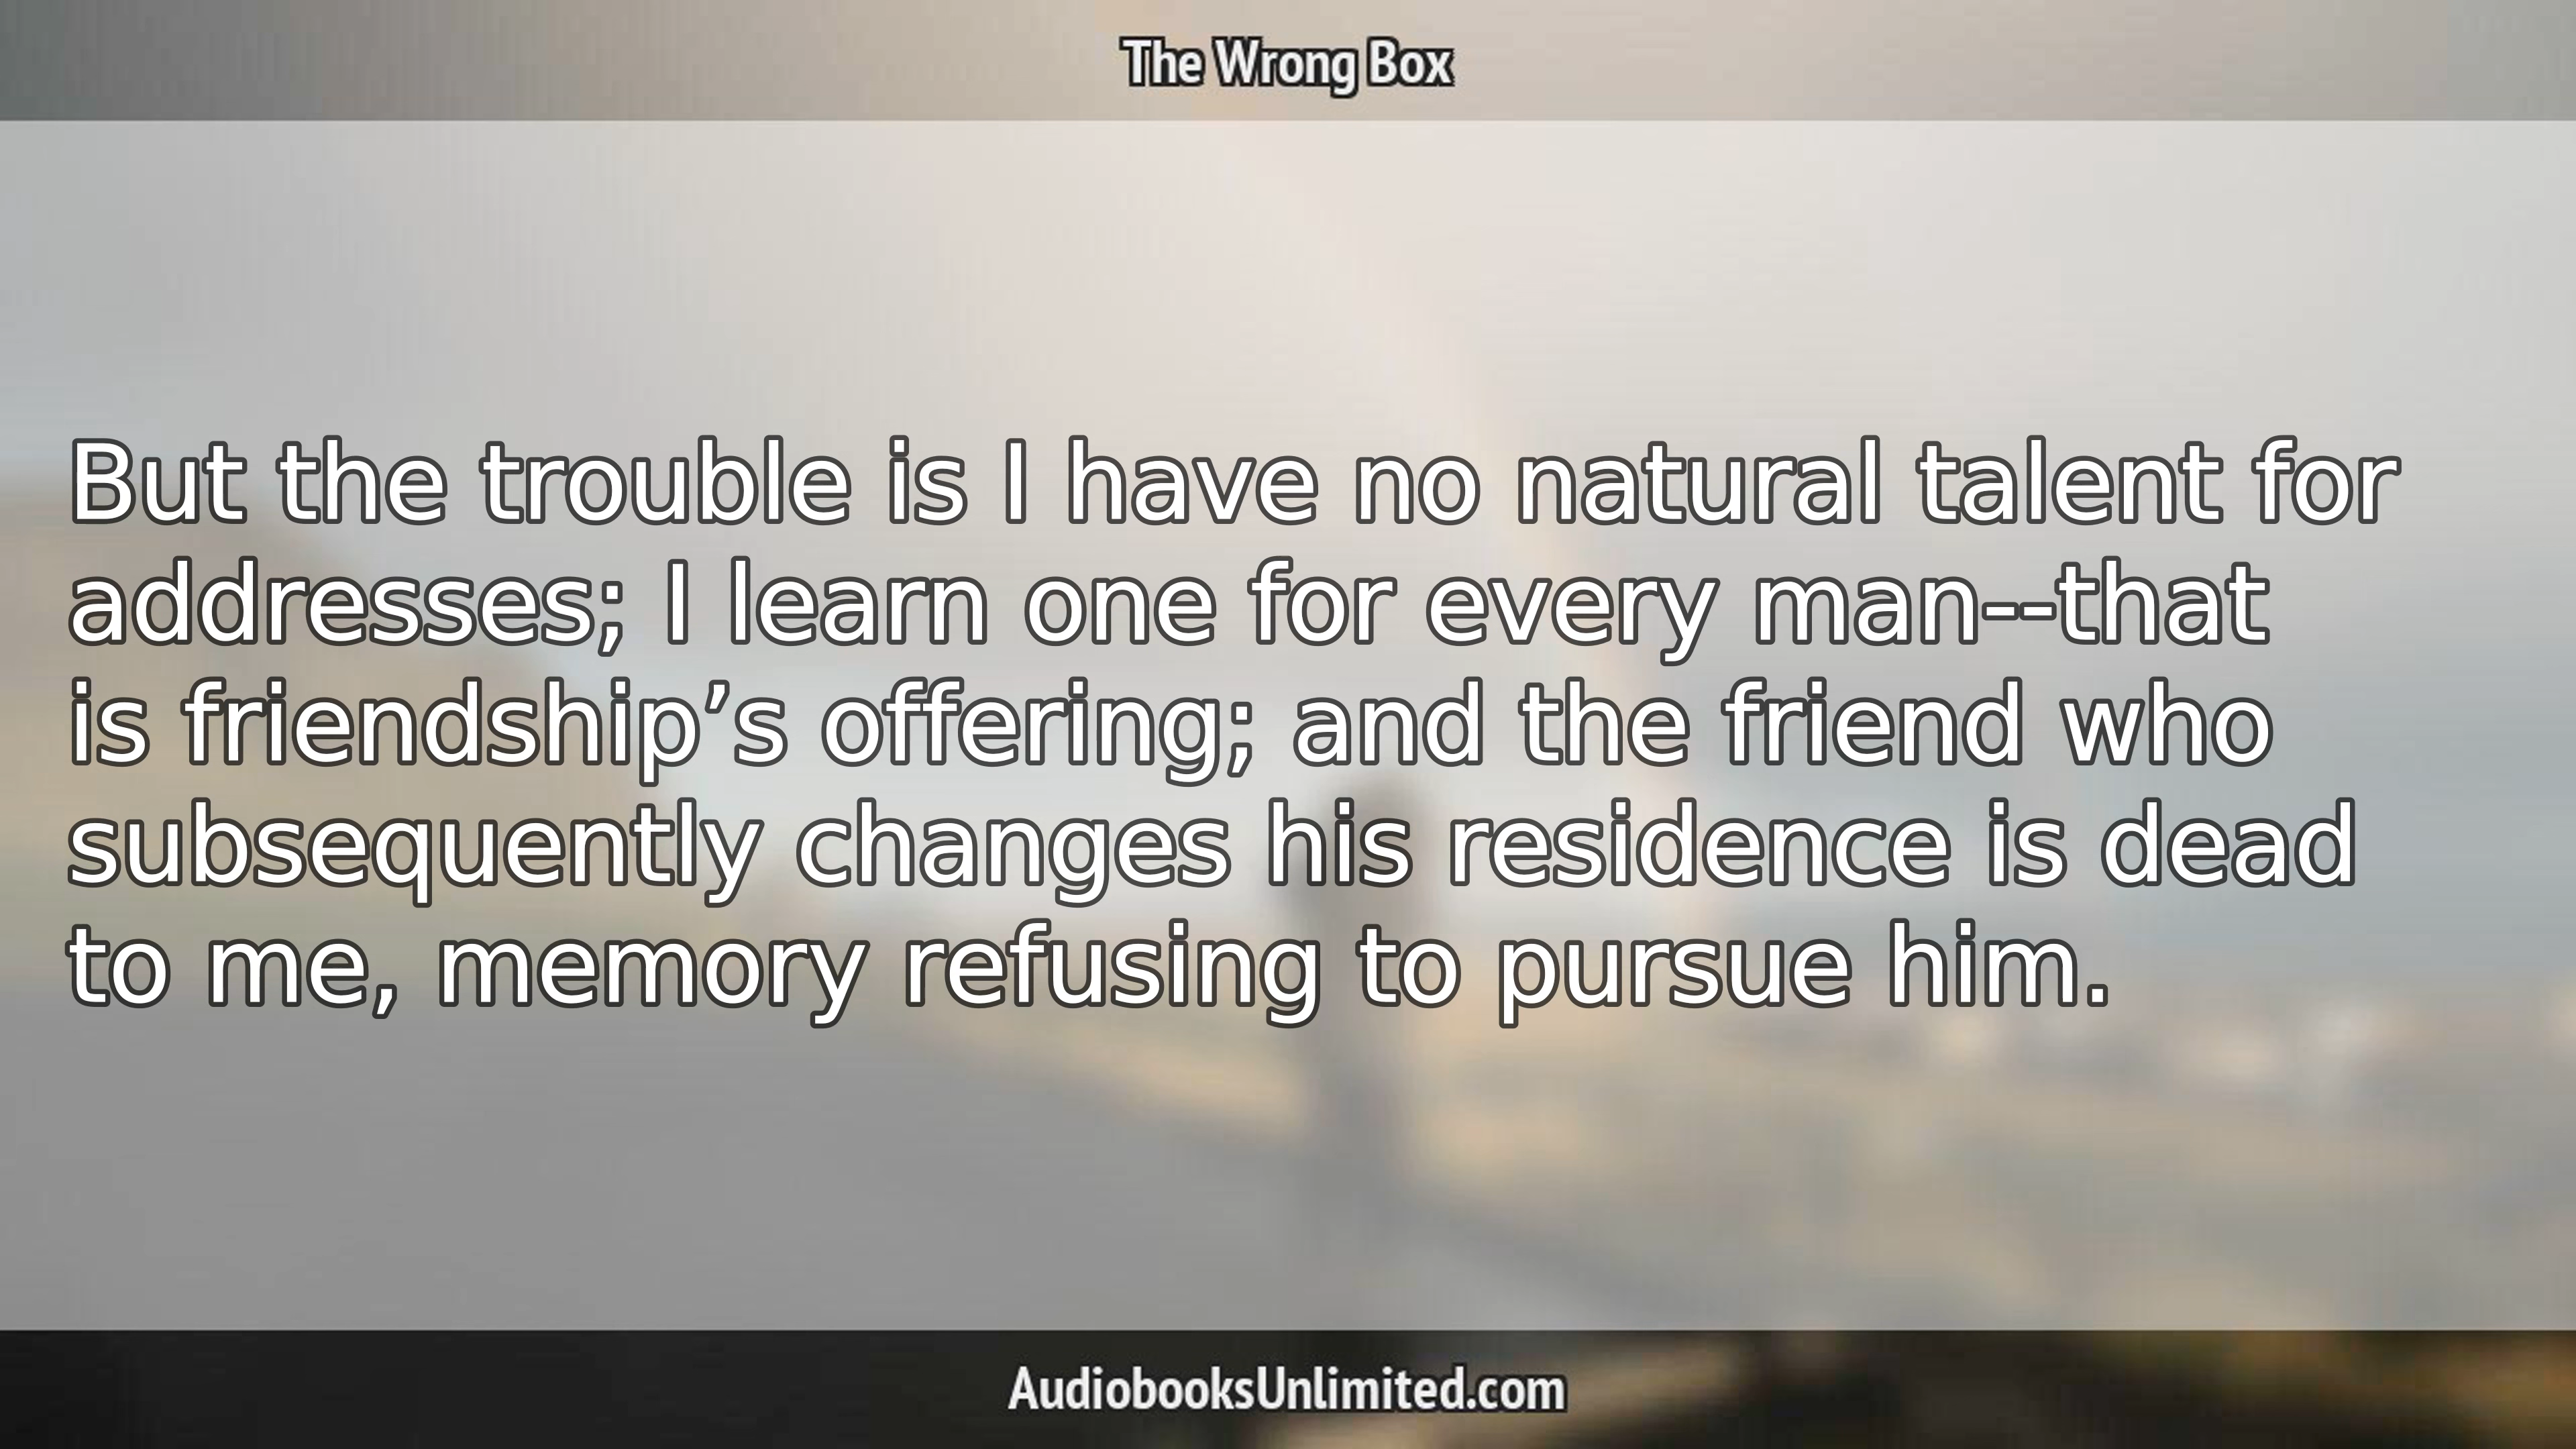 The Wrong Box
But the trouble is I have no natural talent for
addresses; I learn one for every man--that
is friendship’s offering; and the friend who
subsequently changes his residence is dead
to me, memory refusing to pursue him.
AudiobooksUnlimited.com